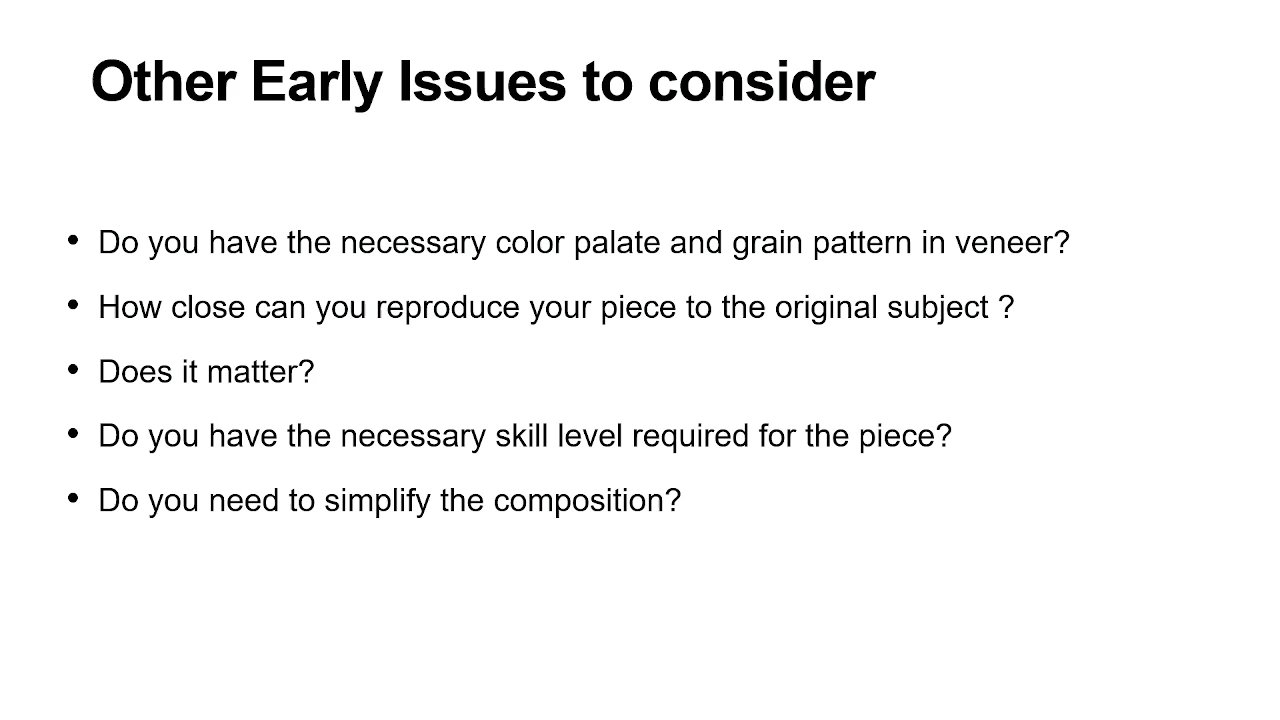 Other Early Issues to consider
• Do you have the necessary color palate and grain pattern in veneer?
• How close can you reproduce your piece to the original subject ?
• Does it matter?
• Do you have the necessary skill level required for the piece?
• Do you need to simplify the composition?